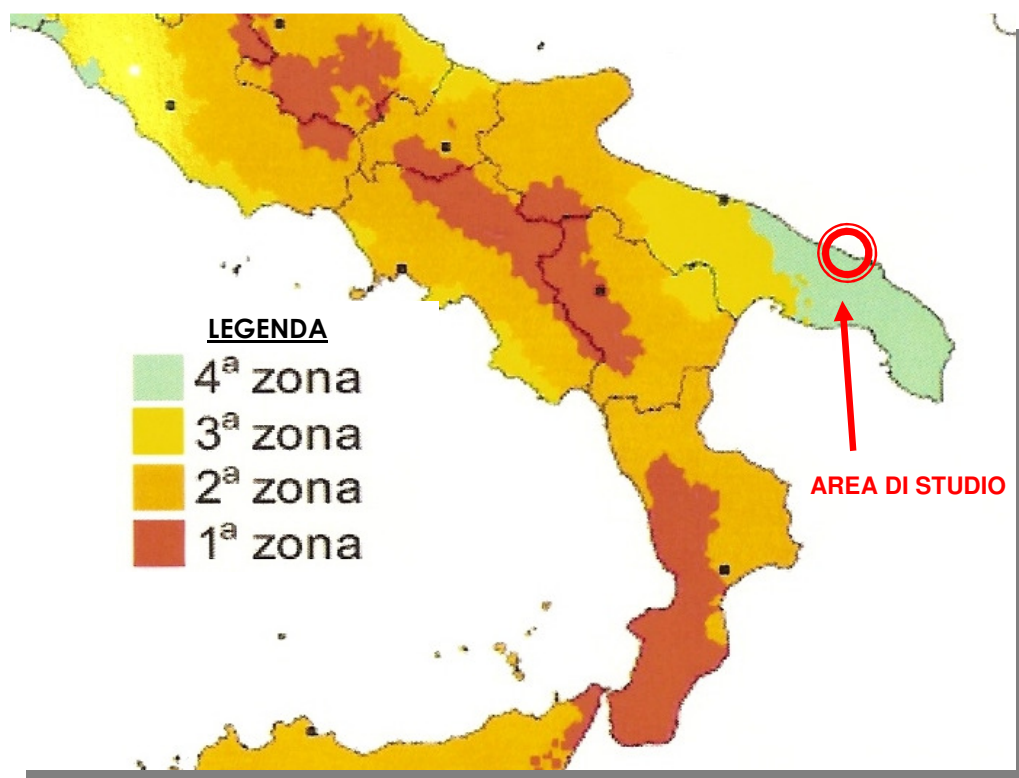 LEGENDA
4ª zona
3ª zona
2ª zona
1ª zona
AREA DI STUDIO